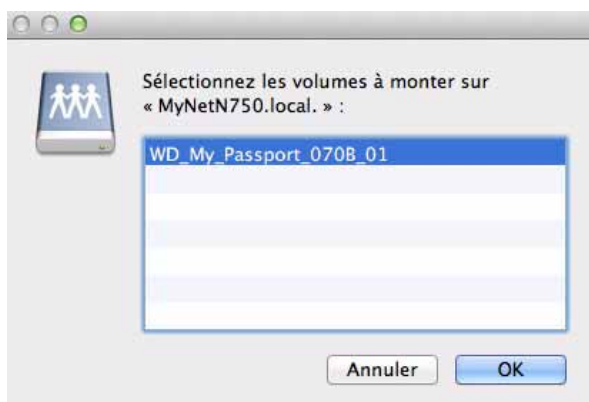 Sélectionnez les volumes à monter sur
« MyNetN750.local. » :
WD_My_Passport_070B_01
Annuler
OK